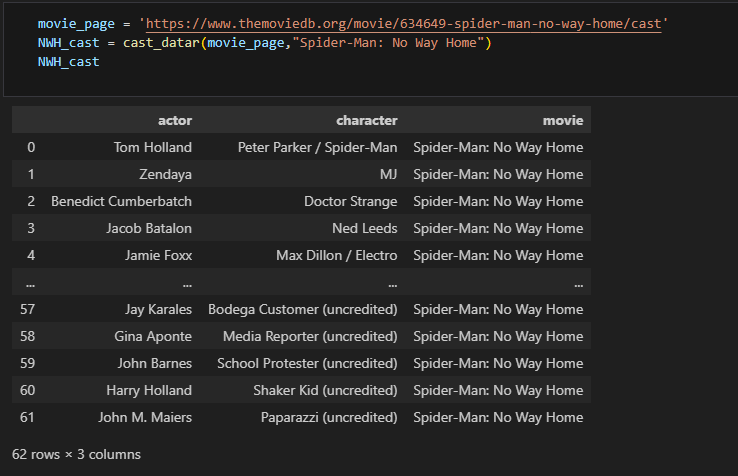 movie_page = 'https://www.themoviedb.org/movie/634649-spider-man-no-way-home/cast'
NWH_cast = cast_datar(movie_page,"Spider-Man: No Way Home")
NWH_cast
actor character movie
0 Tom Holland Peter Parker / Spider-Man Spider-Man: No Way Home
1 Zendaya MJ Spider-Man: No Way Home
2 Benedict Cumberbatch Doctor Strange Spider-Man: No Way Home
3 Jacob Batalon Ned Leeds Spider-Man: No Way Home
4 Jamie Foxx Max Dillon / Electro Spider-Man: No Way Home
... ... ... ...
57 Jay Karales Bodega Customer (uncredited) Spider-Man: No Way Home
58 Gina Aponte Media Reporter (uncredited) Spider-Man: No Way Home
59 John Barnes School Protester (uncredited) Spider-Man: No Way Home
60 Harry Holland Shaker Kid (uncredited) Spider-Man: No Way Home
61 John M. Maiers Paparazzi (uncredited) Spider-Man: No Way Home
62 rows × 3 columns